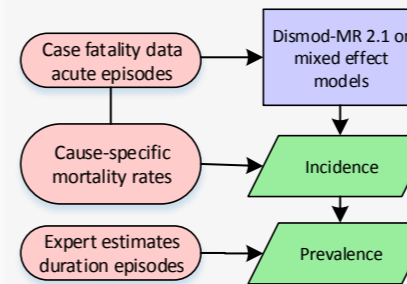 Case fatality data
acute episodes
Dismod-MR 2.1 or
mixed effect
models
Cause-specific
mortality rates
Incidence
Expert estimates
duration episodes
Prevalence